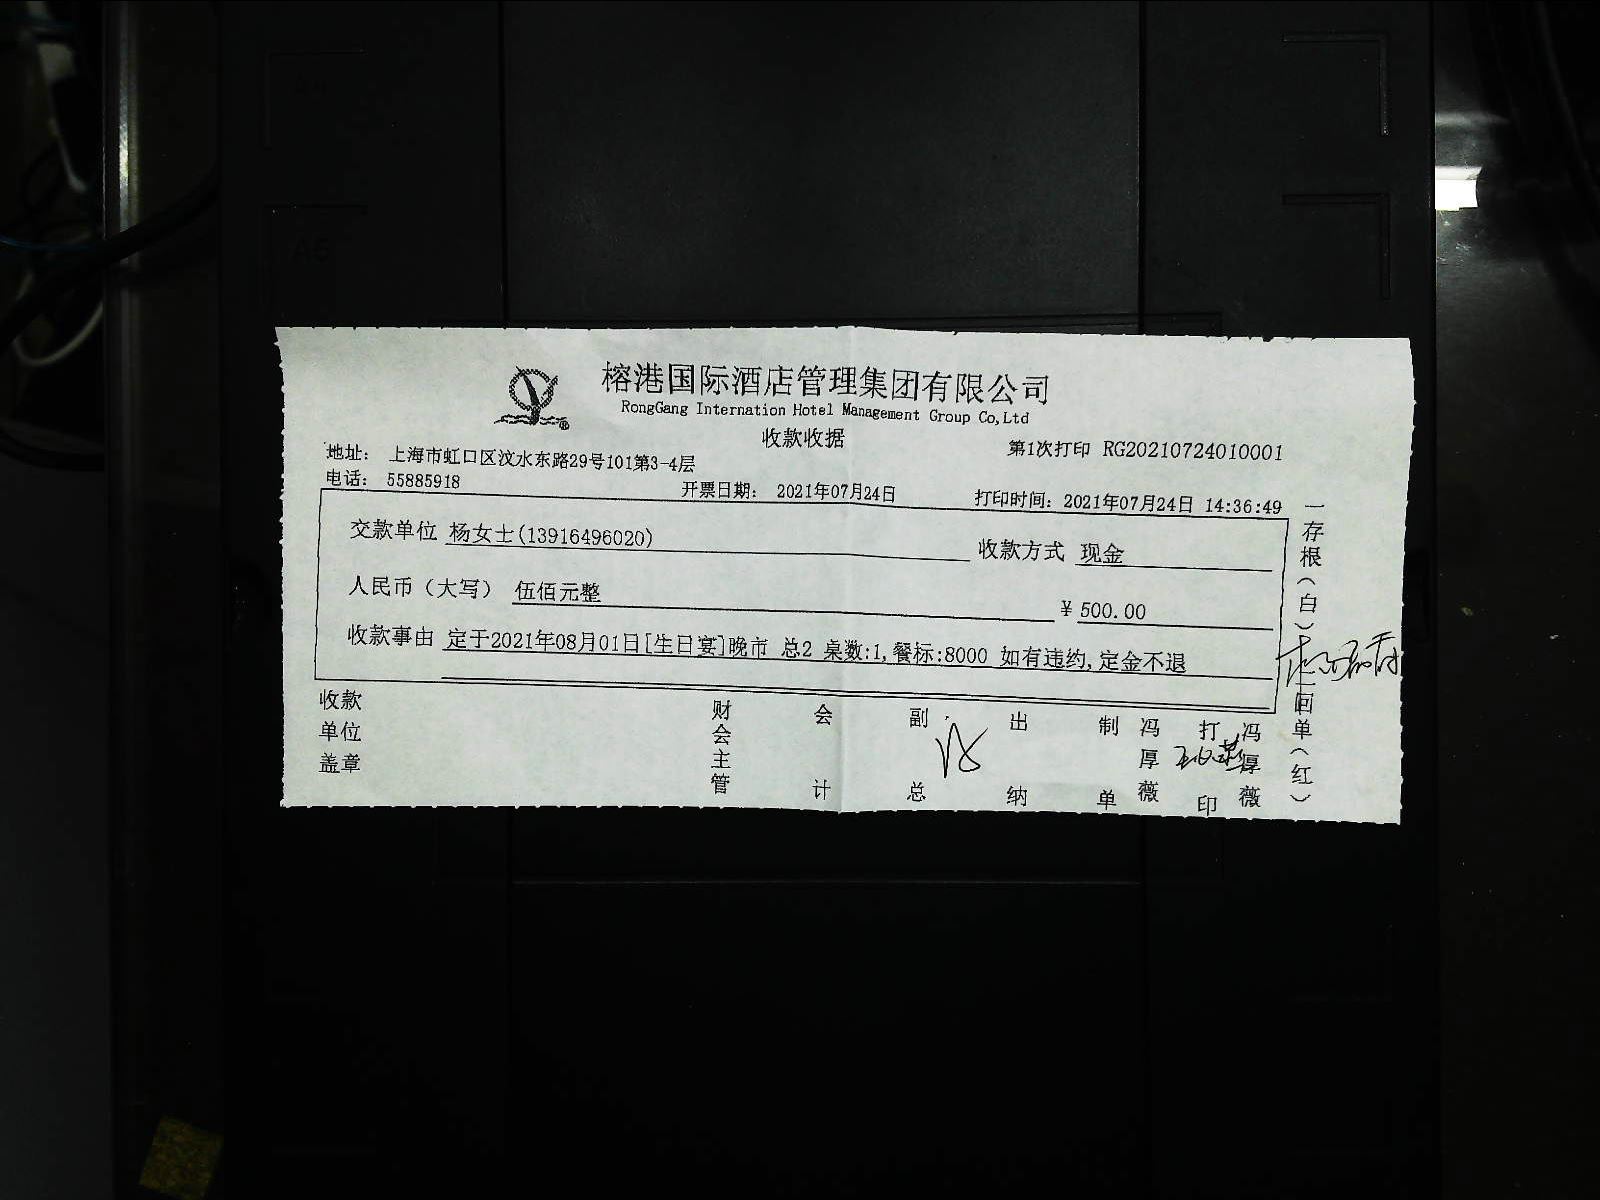 榕港国际酒店管理集团有限公司
RongGang Internation Hotel Management Group Co,Ltd
收款收据
第1次打印 RG20210724010001
地址： 上海市虹口区汶水东路29号101第3-4层
电话： 55885918 开票日期： 2021年07月24日 打印时间：2021年07月24日 14:36:49
交款单位 杨女士(13916496020) 收款方式 现金
人民币（大写） 伍佰元整 ￥500.00
收款事由 定于2021年08月01日[生日宴]晚市 总2 桌数:1,餐标:8000 如有违约,定金不退
收款单位盖章 财会主管 会计 副总 出纳 制单 冯厚薇 打印 冯厚薇
一存根（白）二回单（红）
A5